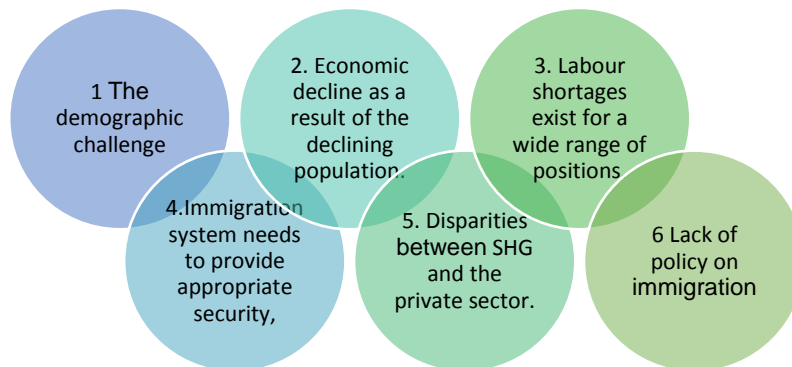 1 The
demographic
challenge
2. Economic
decline as a
result of the
declining
population.
3. Labour
shortages
exist for a
wide range of
positions
4.Immigration
system needs
to provide
appropriate
security,
5. Disparities
between SHG
and the
private sector.
6 Lack of
policy on
immigration